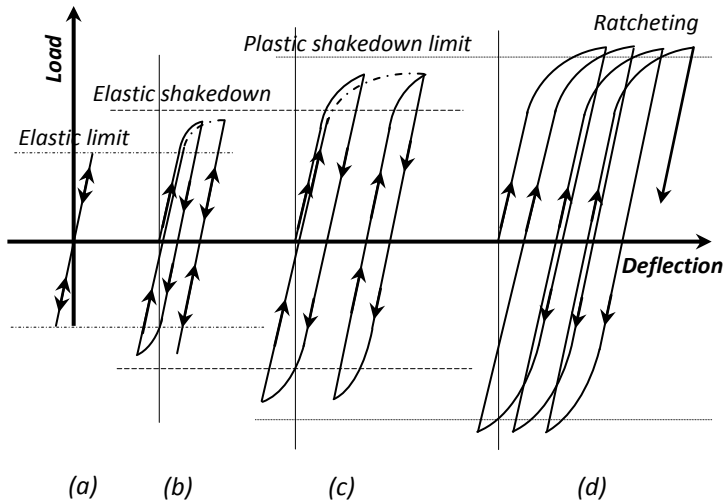 Load
Ratcheting
Plastic shakedown limit
Elastic shakedown
Elastic limit
Deflection
(a)
(b)
(c)
(d)